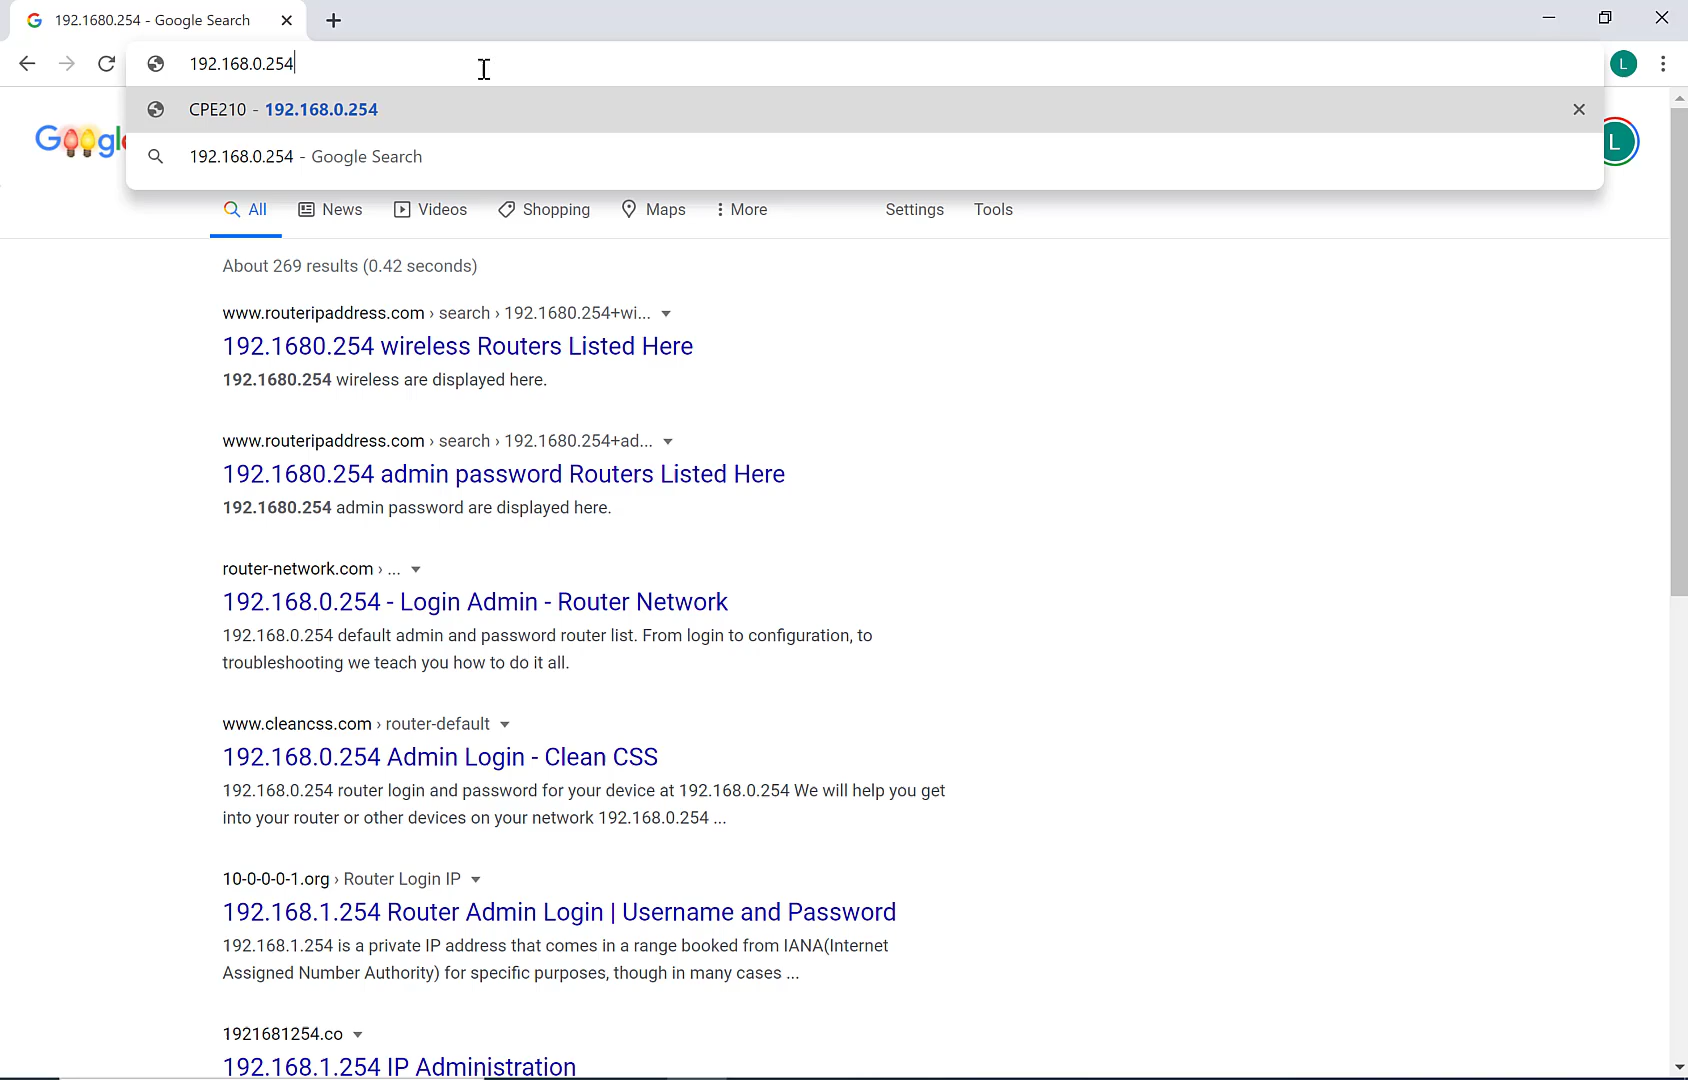 192.1680.254 - Google Search
192.168.0.254
L
CPE210 - 192.168.0.254
192.168.0.254 - Google Search
Googl
L
All
News
Videos
Shopping
Maps
More
Settings
Tools
About 269 results (0.42 seconds)
www.routeripaddress.com › search › 192.1680.254+wi...
192.1680.254 wireless Routers Listed Here
192.1680.254 wireless are displayed here.
www.routeripaddress.com › search › 192.1680.254+ad...
192.1680.254 admin password Routers Listed Here
192.1680.254 admin password are displayed here.
router-network.com › ...
192.168.0.254 - Login Admin - Router Network
192.168.0.254 default admin and password router list. From login to configuration, to
troubleshooting we teach you how to do it all.
www.cleancss.com › router-default
192.168.0.254 Admin Login - Clean CSS
192.168.0.254 router login and password for your device at 192.168.0.254 We will help you get
into your router or other devices on your network 192.168.0.254 ...
10-0-0-0-1.org › Router Login IP
192.168.1.254 Router Admin Login | Username and Password
192.168.1.254 is a private IP address that comes in a range booked from IANA(Internet
Assigned Number Authority) for specific purposes, though in many cases ...
1921681254.co
192.168.1.254 IP Administration